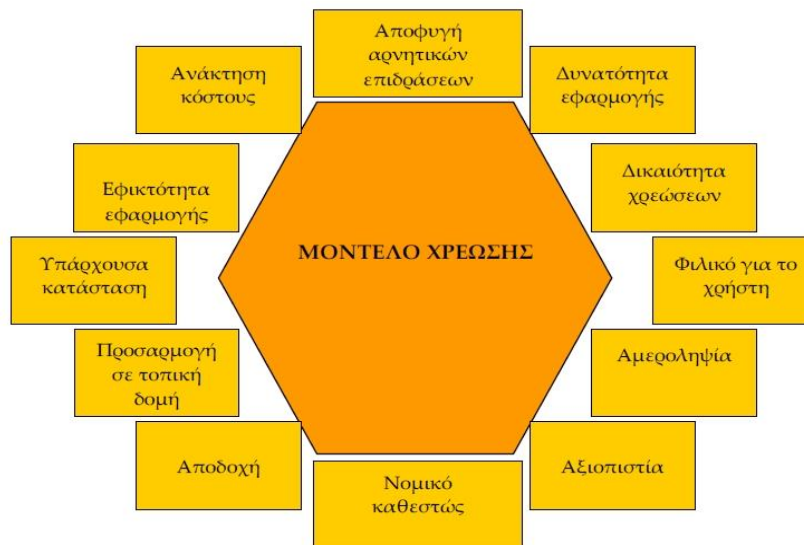 Αποφυγή
αρνητικών
επιδράσεων
Ανάκτηση
κόστους
Δυνατότητα
εφαρμογής
Εφικτότητα
εφαρμογής
Δικαιότητα
χρεώσεων
ΜΟΝΤΕΛΟ ΧΡΕΩΣΗΣ
Υπάρχουσα
κατάσταση
Φιλικό για το
χρήστη
Προσαρμογή
σε τοπική
δομή
Αμεροληψία
Αποδοχή
Αξιοπιστία
Νομικό
καθεστώς